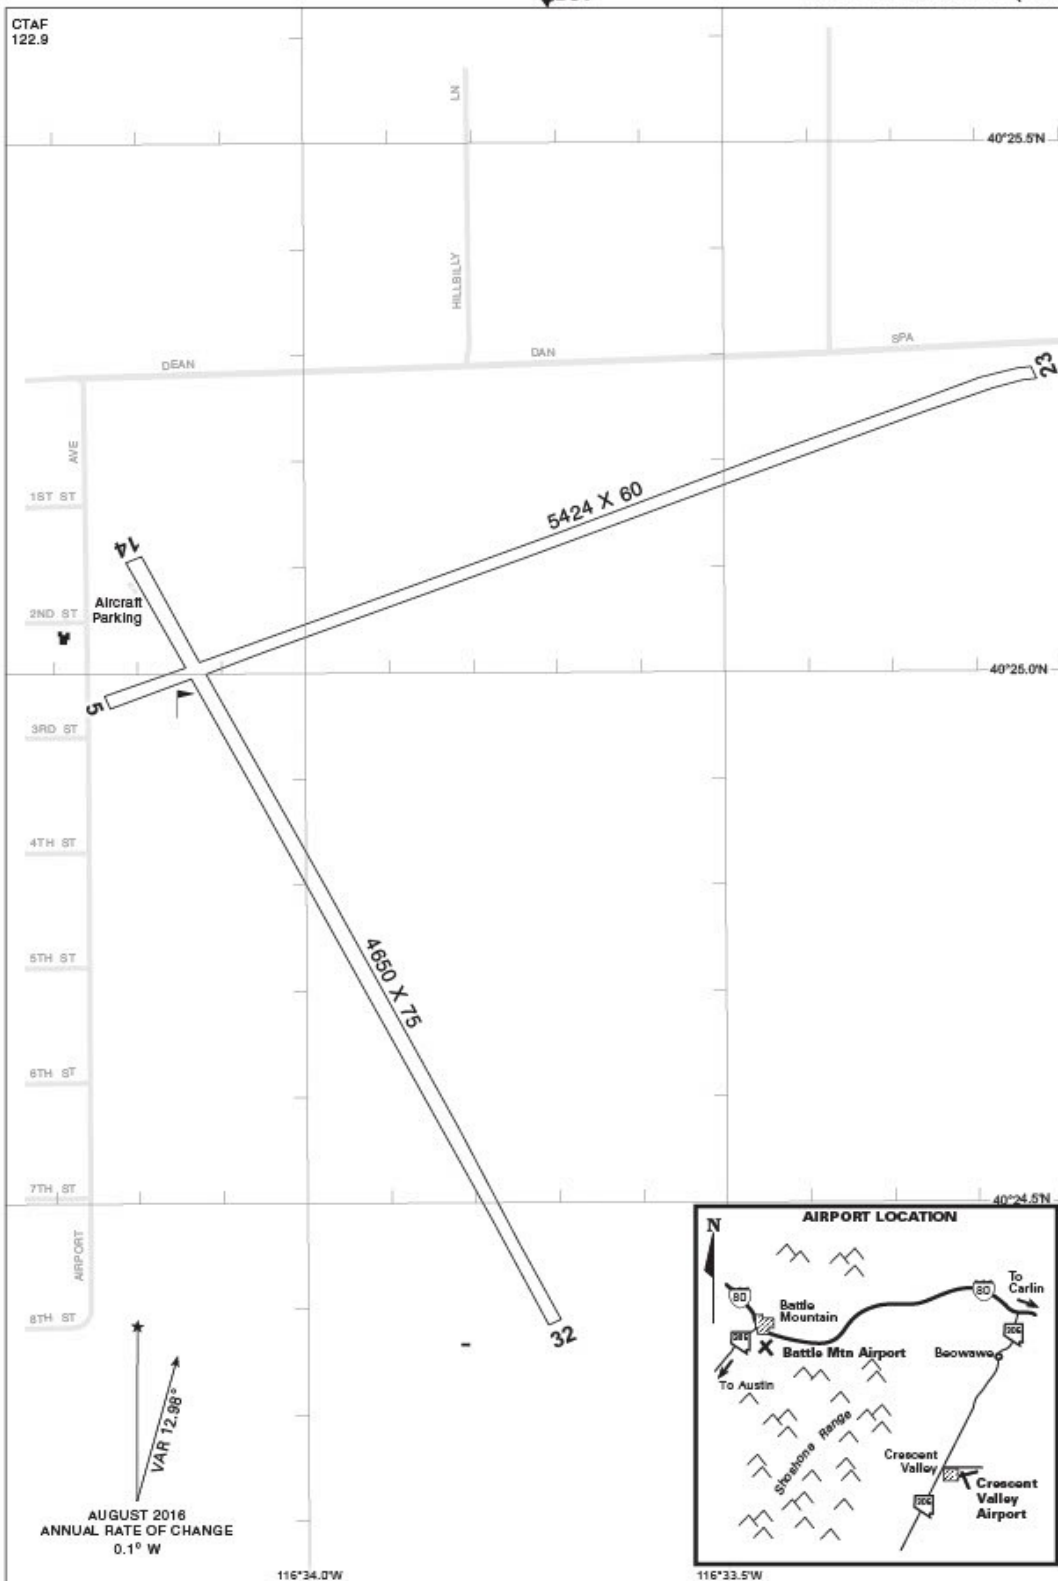 CTAF
122.9
LN
40°25.5'N
HILLBILLY
DEAN
DAN
SPA
23
AVE
1ST ST
5424 X 60
14
Aircraft
Parking
2ND ST
40°25.0'N
5
3RD ST
4TH ST
4650 X 75
5TH ST
6TH ST
7TH ST
40°24.5'N
AIRPORT
8TH ST
32
VAR 12.98°
AUGUST 2016
ANNUAL RATE OF CHANGE
0.1° W
116°34.0'W
116°33.5'W
AIRPORT LOCATION
N
80
80
To
Carlin
Battle
Mountain
306
305
Battle Mtn Airport
Beowawe
To Austin
Shoshone Range
Crescent
Valley
Crescent
Valley
Airport
306